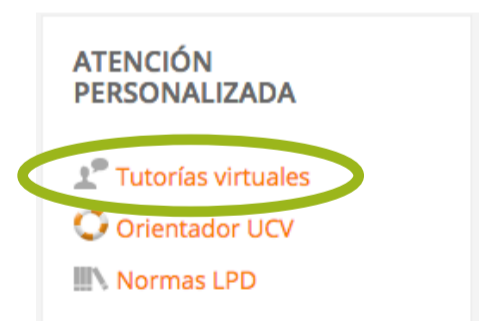 ATENCIÓN
PERSONALIZADA
Tutorías virtuales
Orientador UCV
Normas LPD